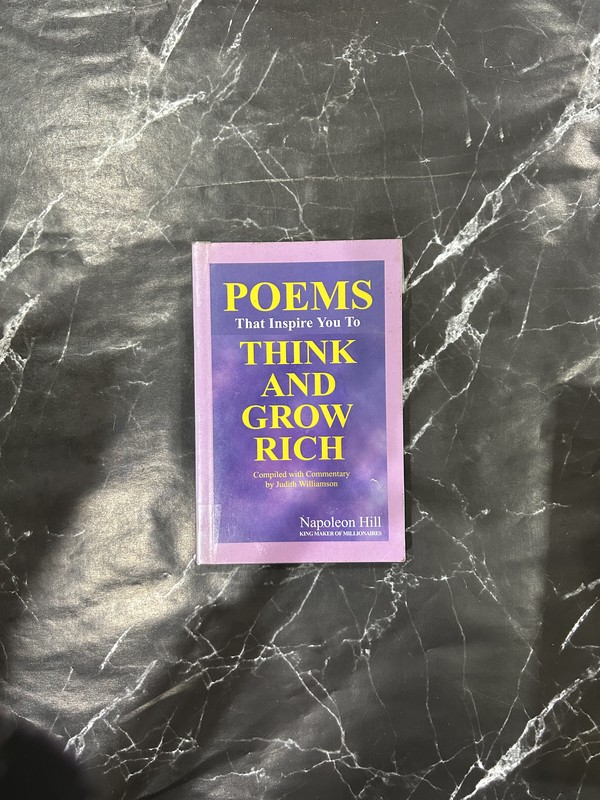 POEMS
That Inspire You To
THINK
AND
GROW
RICH
Compiled with Commentary
by Judith Williamson
Napoleon Hill
KING MAKER OF MILLIONAIRES